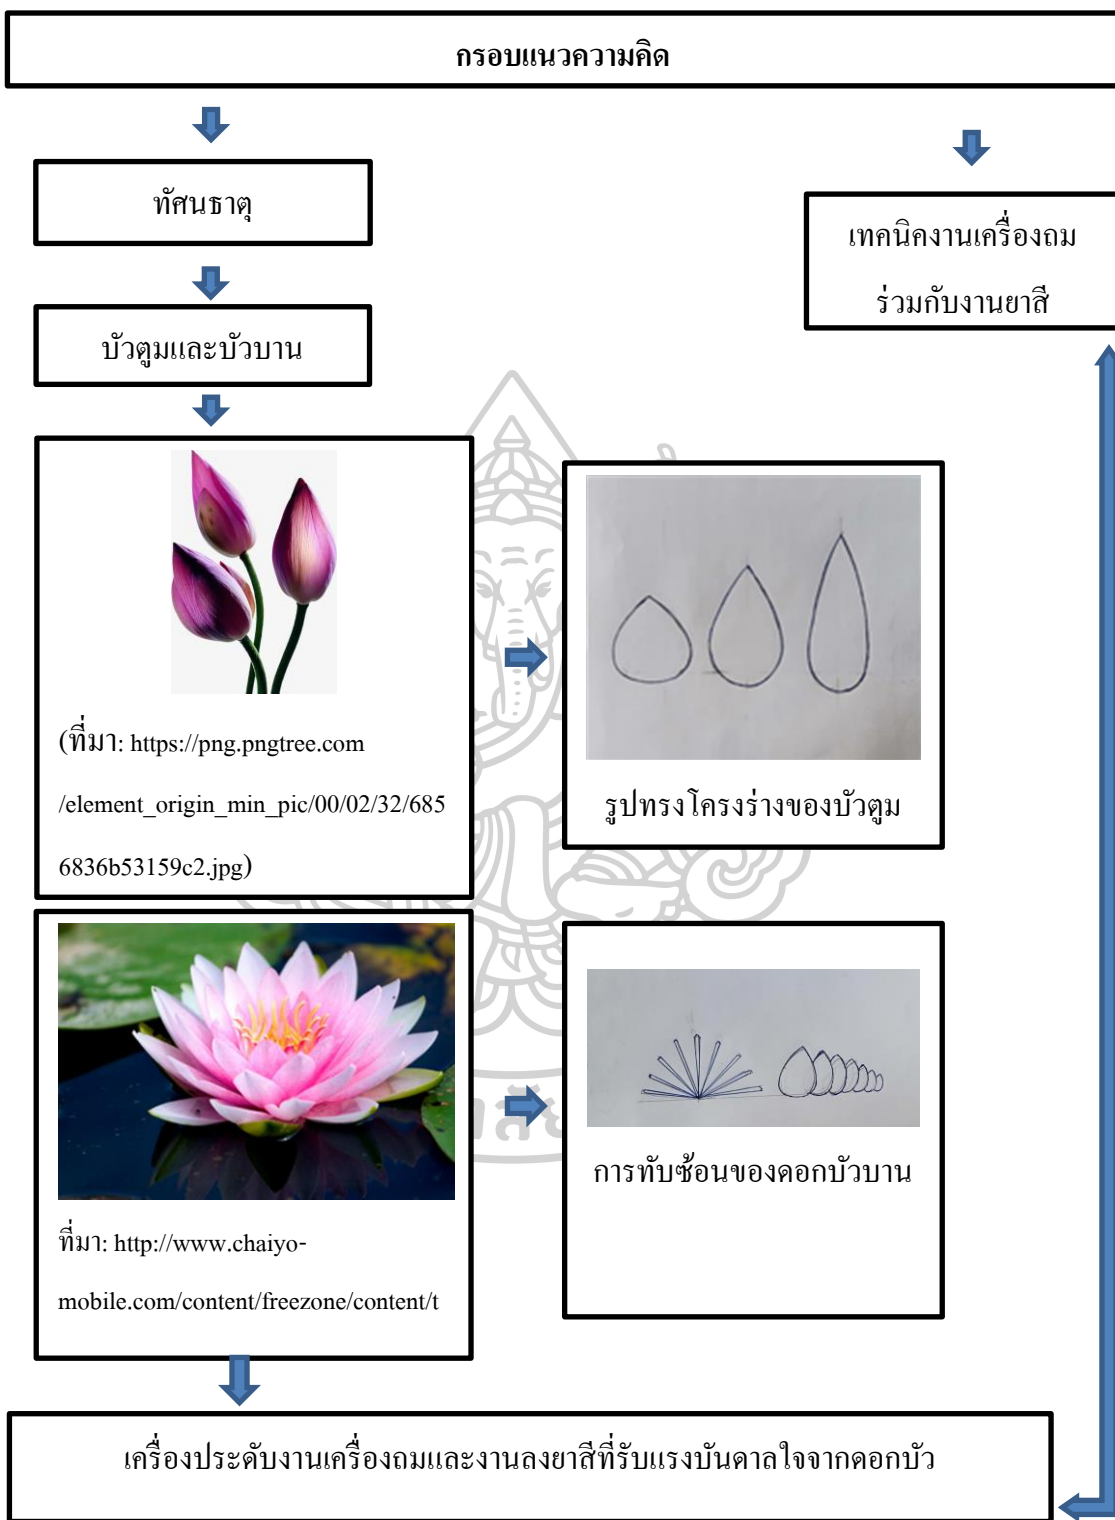 กรอบแนวความคิด
ทัศนธาตุ
เทคนิคงานเครื่องถม
ร่วมกับงานยาสี
บัวตูมและบัวบาน
(ที่มา: https://png.pngtree.com
/element_origin_min_pic/00/02/32/685
6836b53159c2.jpg)
รูปทรงโครงร่างของบัวตูม
ที่มา: http://www.chaiyo-
mobile.com/content/freezone/content/t
การทับซ้อนของดอกบัวบาน
เครื่องประดับงานเครื่องถมและงานลงยาสีที่รับแรงบันดาลใจจากดอกบัว